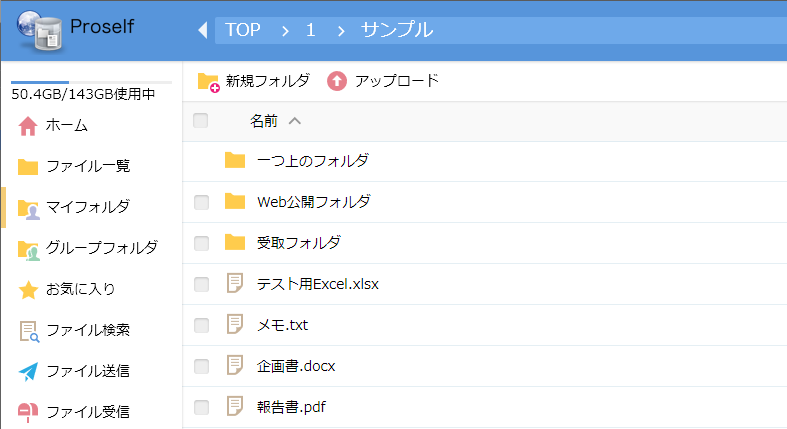 Proself
TOP > 1 > サンプル
50.4GB/143GB使用中
ホーム
ファイル一覧
マイフォルダ
グループフォルダ
お気に入り
ファイル検索
ファイル送信
ファイル受信
新規フォルダ アップロード
名前
一つ上のフォルダ
Web公開フォルダ
受取フォルダ
テスト用Excel.xlsx
メモ.txt
企画書.docx
報告書.pdf